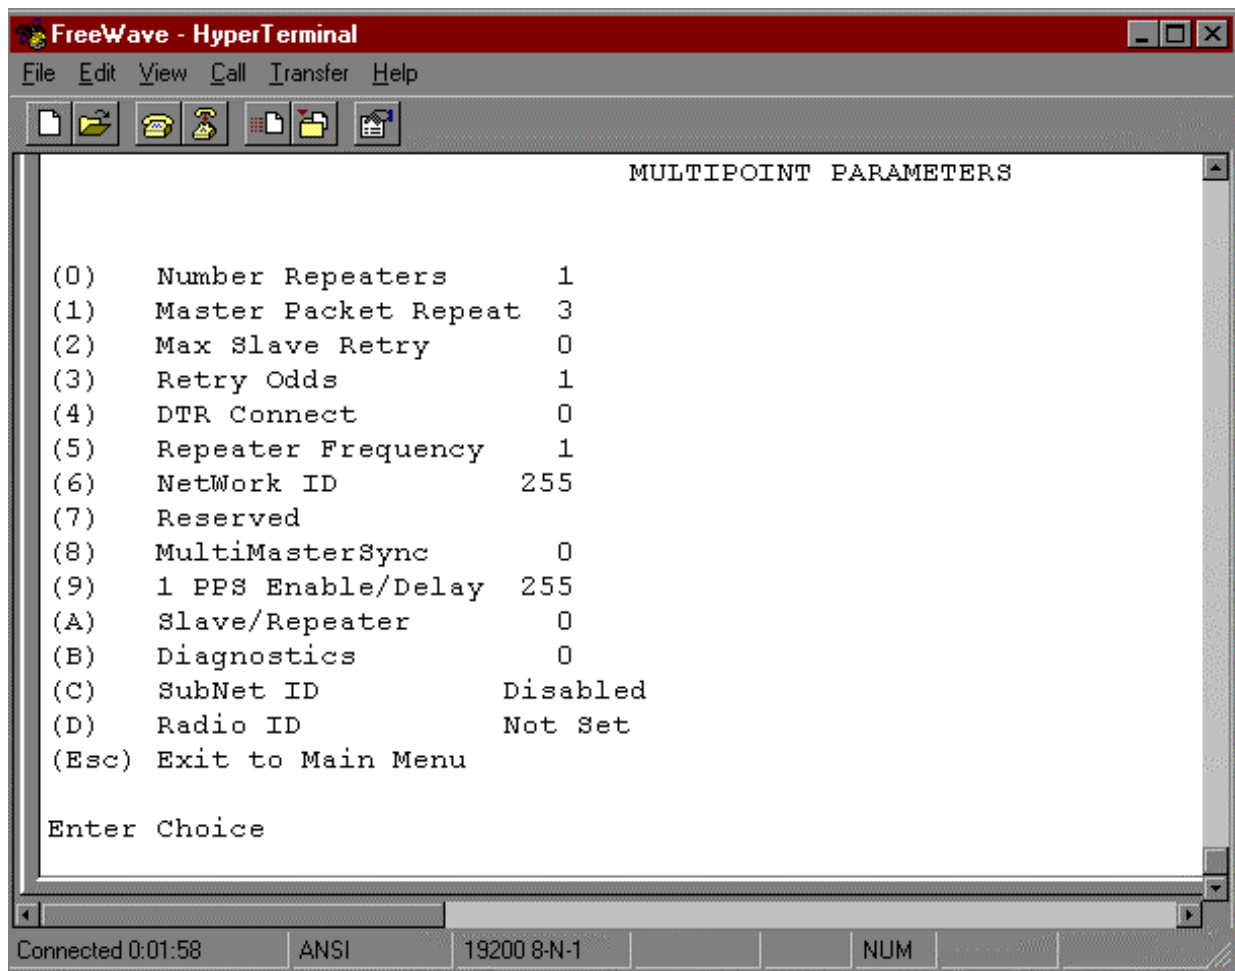 FreeWave - HyperTerminal
File Edit View Call Transfer Help
MULTIPOINT PARAMETERS
(0) Number Repeaters 1
(1) Master Packet Repeat 3
(2) Max Slave Retry 0
(3) Retry Odds 1
(4) DTR Connect 0
(5) Repeater Frequency 1
(6) NetWork ID 255
(7) Reserved
(8) MultiMasterSync 0
(9) 1 PPS Enable/Delay 255
(A) Slave/Repeater 0
(B) Diagnostics 0
(C) SubNet ID Disabled
(D) Radio ID Not Set
(Esc) Exit to Main Menu
Enter Choice
Connected 0:01:58 ANSI 19200 8-N-1 NUM